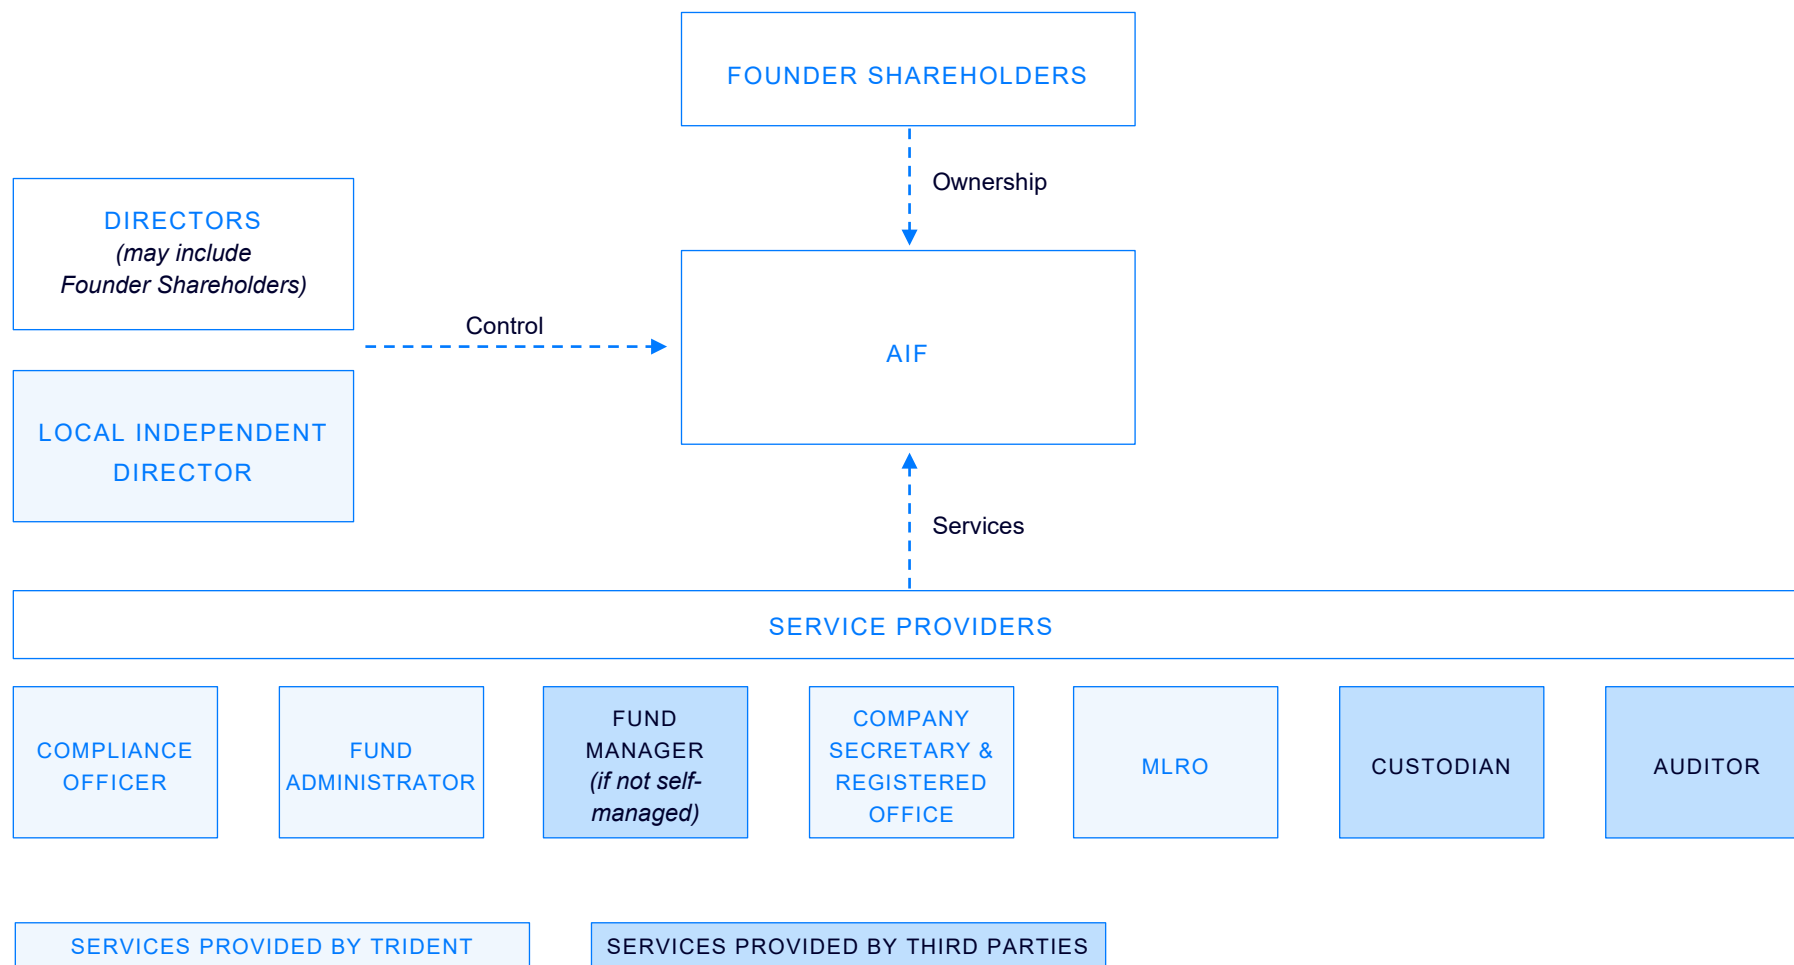 FOUNDER SHAREHOLDERS
Ownership
DIRECTORS
(may include
Founder Shareholders)
Control
AIF
LOCAL INDEPENDENT
DIRECTOR
Services
SERVICE PROVIDERS
COMPLIANCE
OFFICER
FUND
ADMINISTRATOR
FUND
MANAGER
(if not self-
managed)
COMPANY
SECRETARY &
REGISTERED
OFFICE
MLRO
CUSTODIAN
AUDITOR
SERVICES PROVIDED BY TRIDENT
SERVICES PROVIDED BY THIRD PARTIES